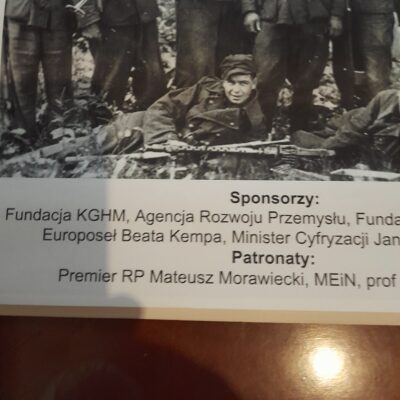 Sponsorzy:
Fundacja KGHM, Agencja Rozwoju Przemysłu, Funda
Europoseł Beata Kempa, Minister Cyfryzacji Jan
Patronaty:
Premier RP Mateusz Morawiecki, MEiN, prof